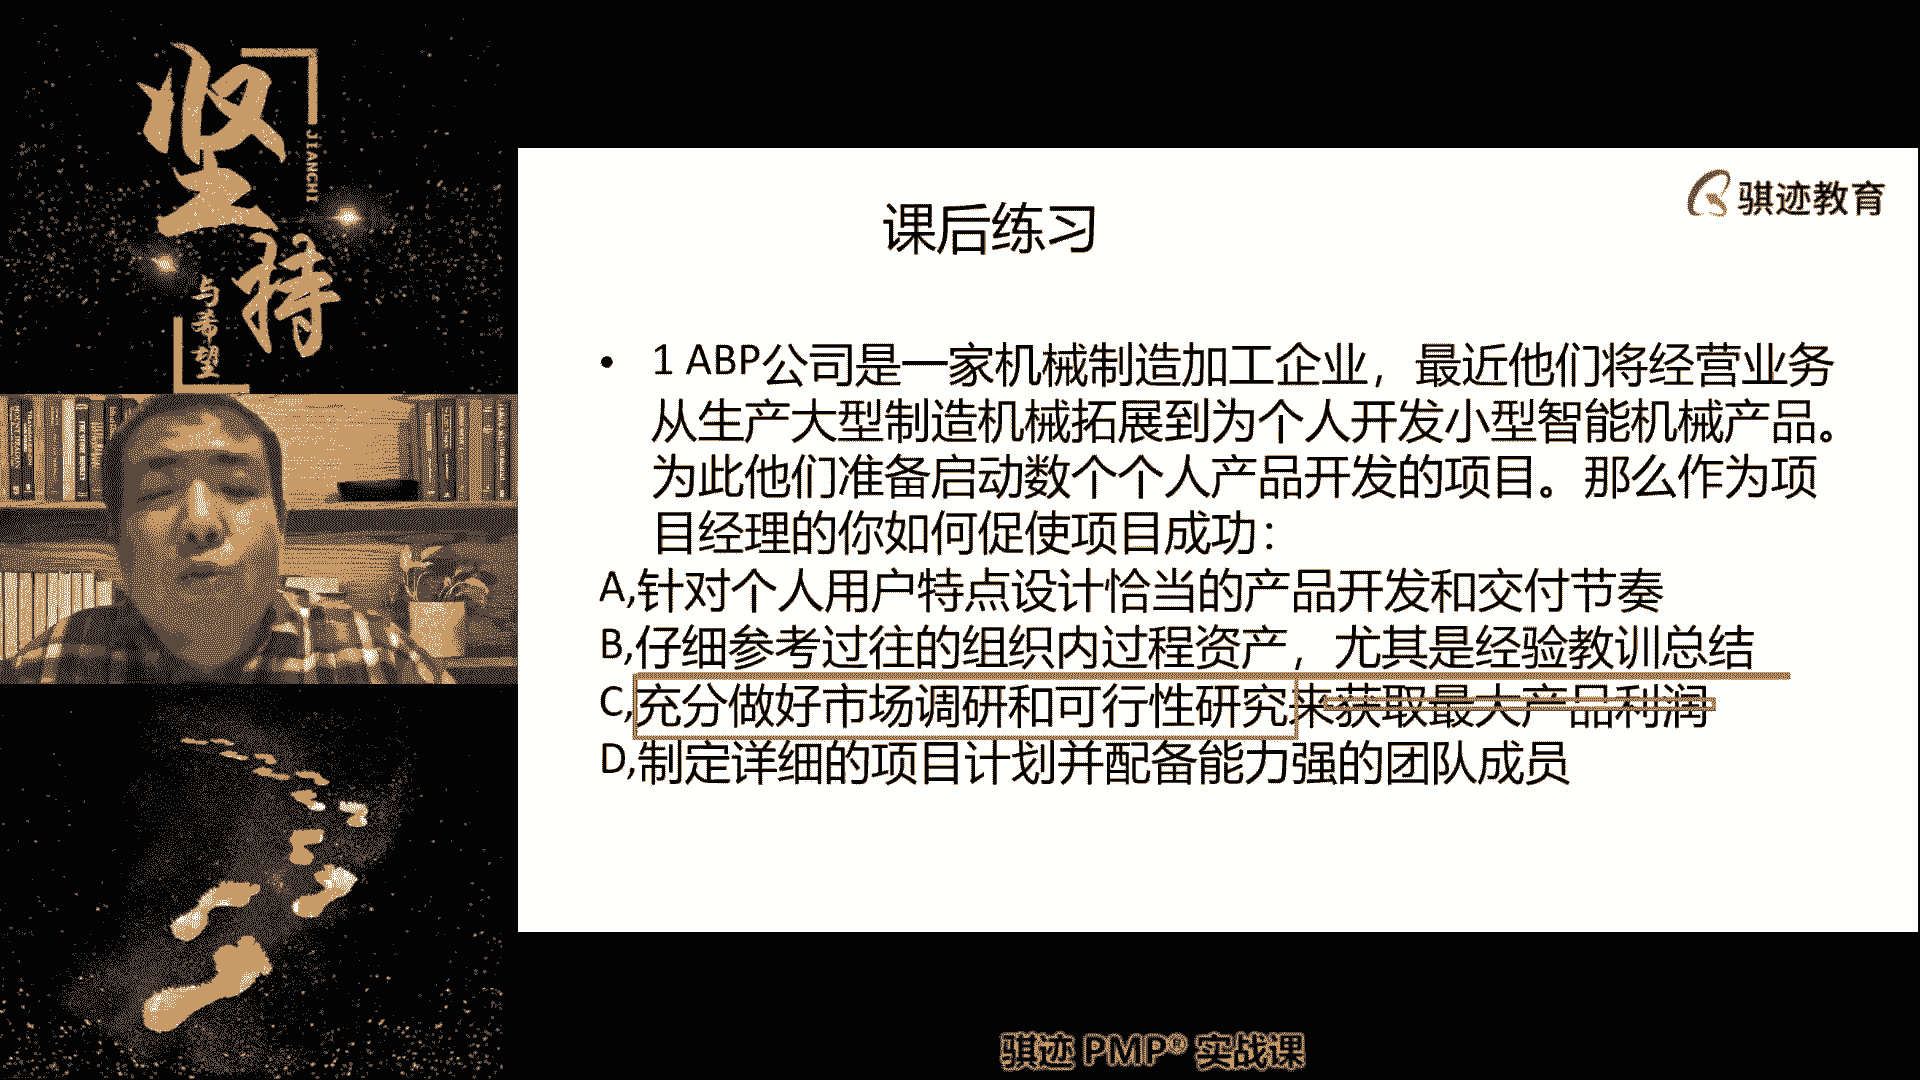 坚持
JIANCHI
与希望
骐迹教育
课后练习
• 1 ABP公司是一家机械制造加工企业，最近他们将经营业务
从生产大型制造机械拓展到为个人开发小型智能机械产品。
为此他们准备启动数个个人产品开发的项目。那么作为项
目经理的你如何促使项目成功：
A,针对个人用户特点设计恰当的产品开发和交付节奏
B,仔细参考过往的组织内过程资产，尤其是经验教训总结
C,充分做好市场调研和可行性研究来获取最大产品利润
D,制定详细的项目计划并配备能力强的团队成员
骐迹 PMP® 实战课